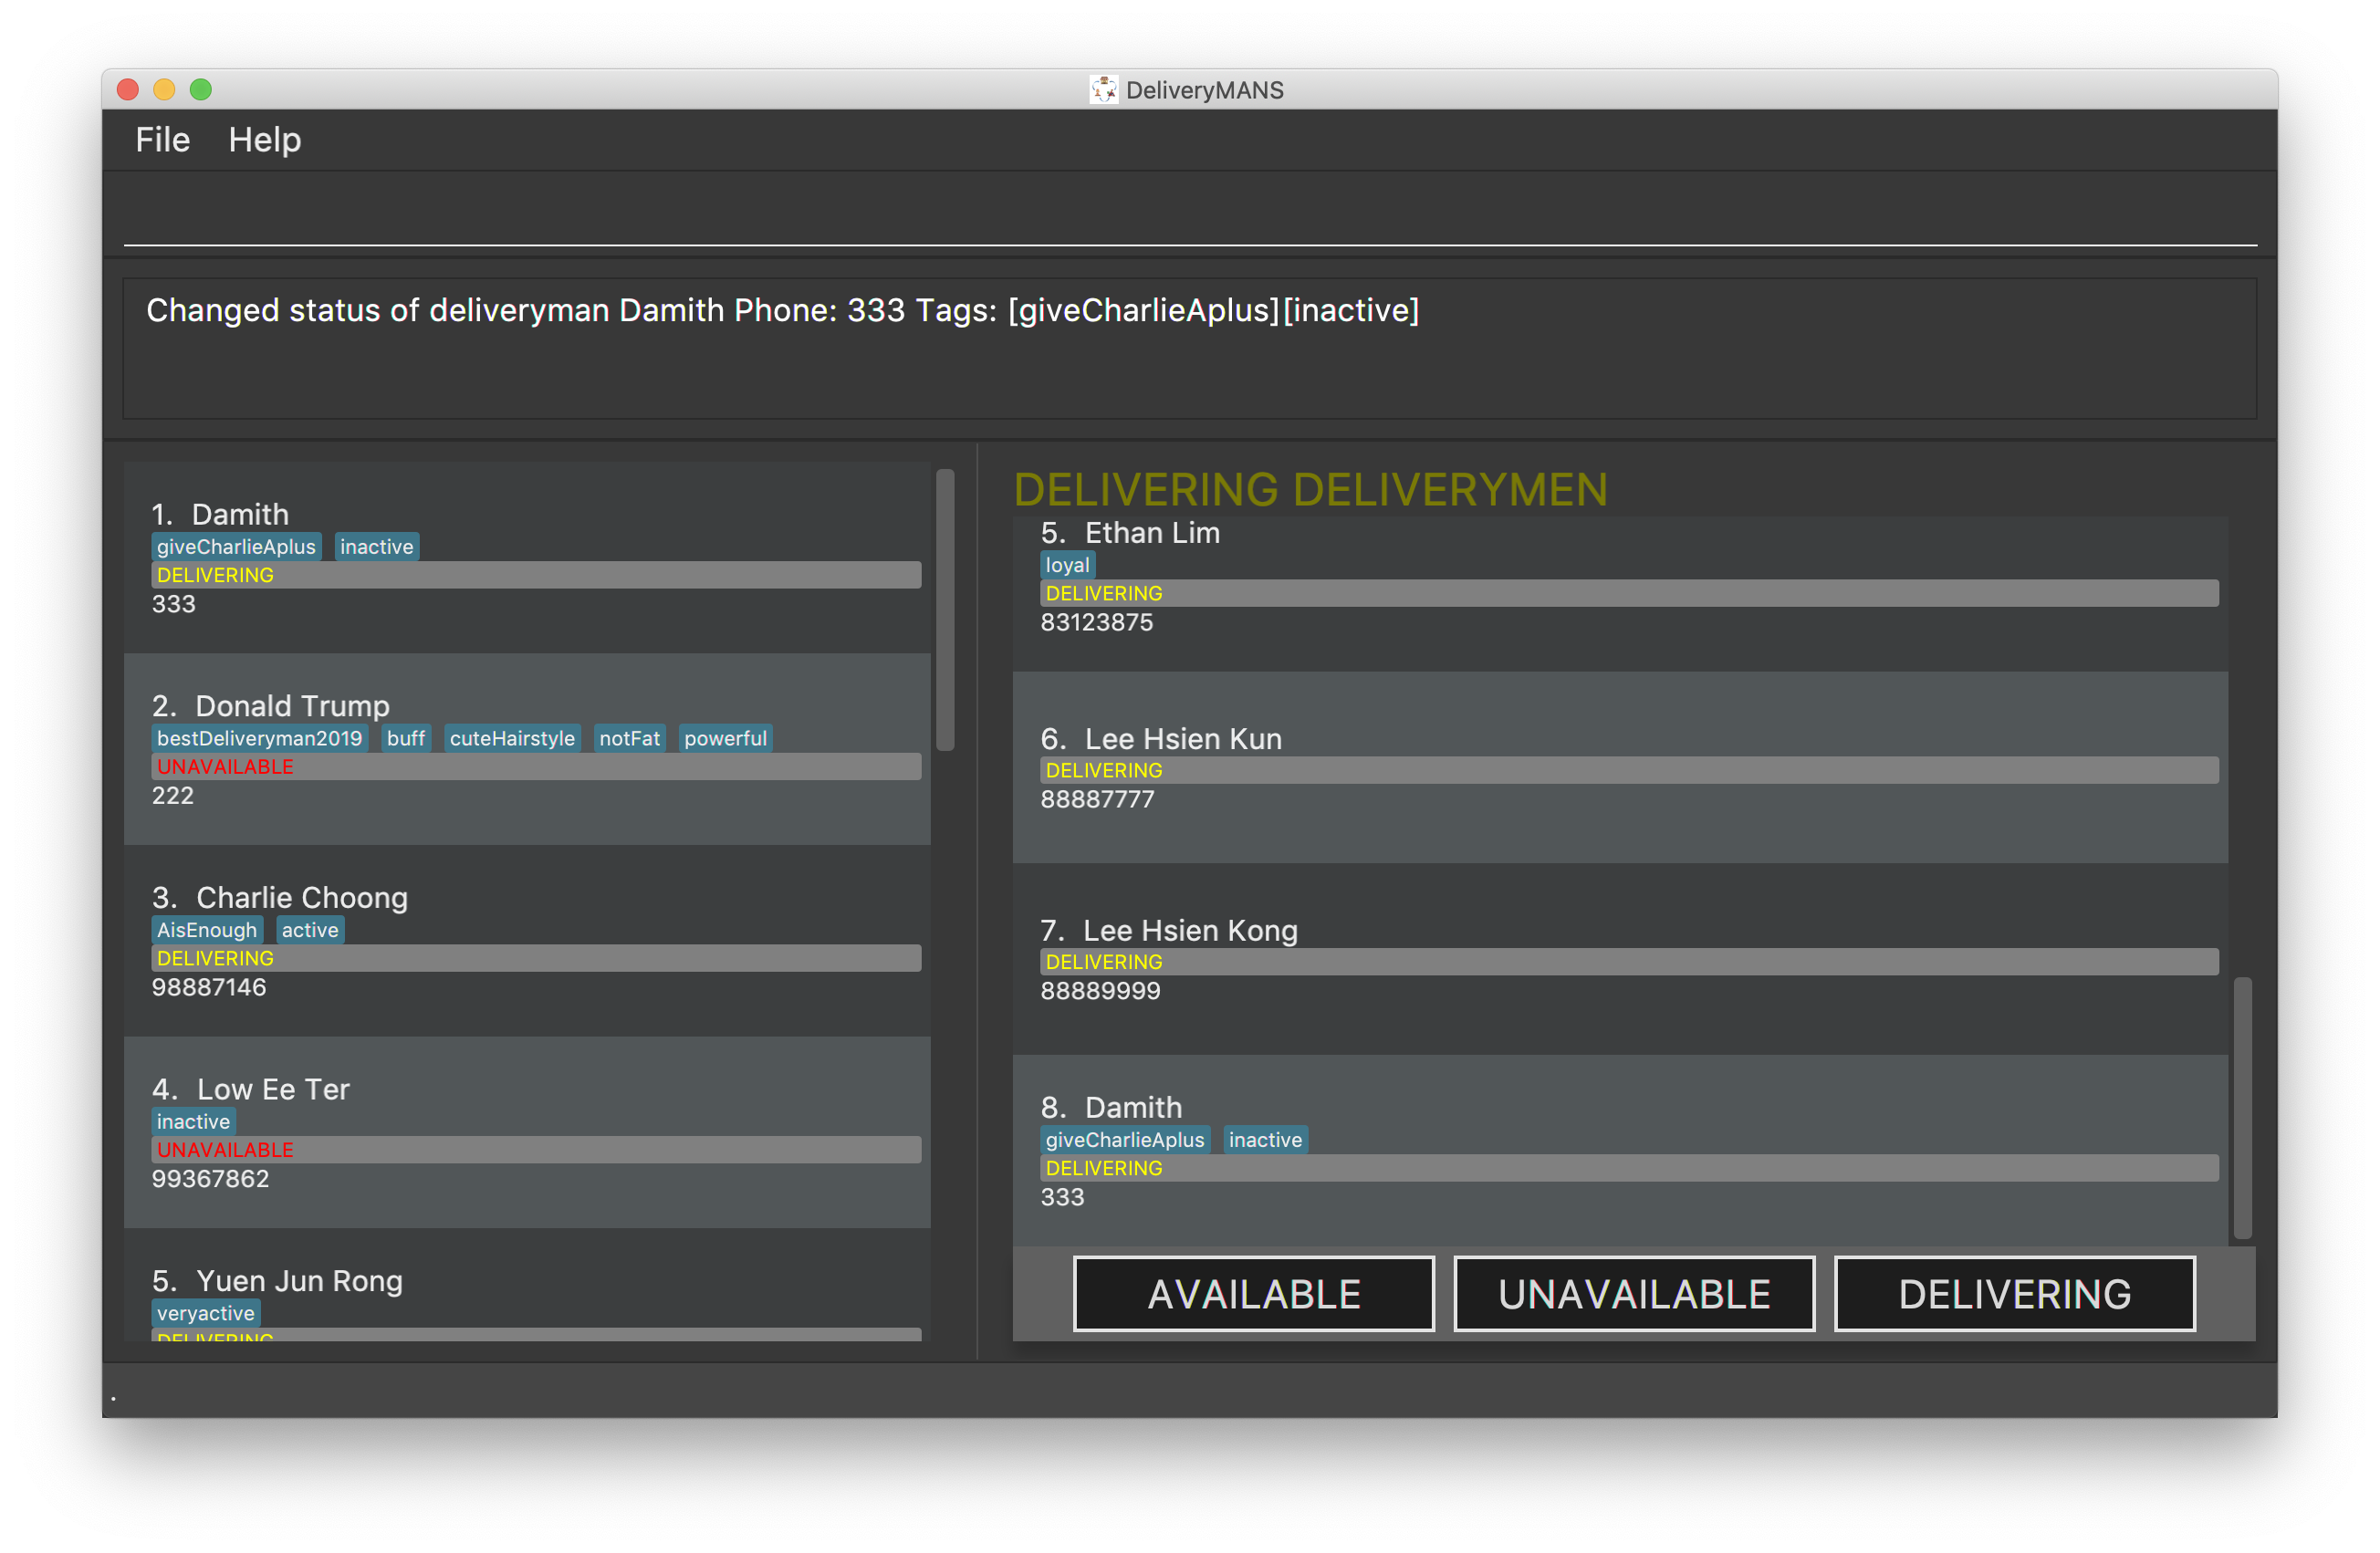 DeliveryMANS
File Help
Changed status of deliveryman Damith Phone: 333 Tags: [giveCharlieAplus][inactive]
1. Damith
giveCharlieAplus inactive
DELIVERING
333
2. Donald Trump
bestDeliveryman2019 buff cuteHairstyle notFat powerful
UNAVAILABLE
222
3. Charlie Choong
AisEnough active
DELIVERING
98887146
4. Low Ee Ter
inactive
UNAVAILABLE
99367862
5. Yuen Jun Rong
veryactive
DELIVERING
DELIVERING DELIVERYMEN
5. Ethan Lim
loyal
DELIVERING
83123875
6. Lee Hsien Kun
DELIVERING
88887777
7. Lee Hsien Kong
DELIVERING
88889999
8. Damith
giveCharlieAplus inactive
DELIVERING
333
AVAILABLE UNAVAILABLE DELIVERING
.